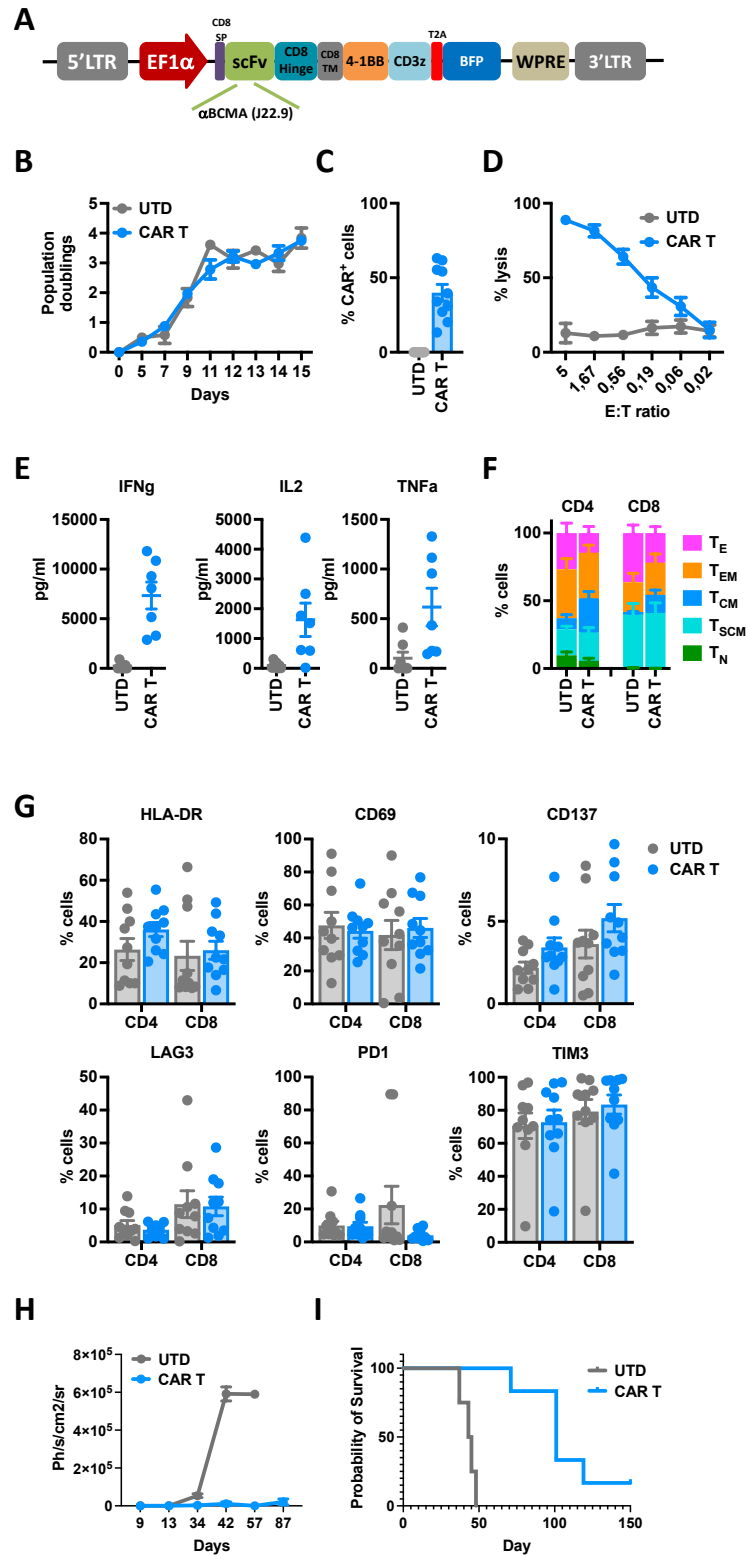 A
5'LTR EF1α CD8 SP scFv CD8 Hinge CD8 TM 4-1BB CD3z T2A BFP WPRE 3'LTR
αBCMA (J22.9)
B
UTD
CAR T
Population doublings
5
4
3
2
1
0
0 5 7 9 11 12 13 14 15
Days
C
% CAR⁺ cells
100
50
0
UTD
CAR T
D
UTD
CAR T
% lysis
100
50
0
5 1,67 0,56 0,19 0,06 0,02
E:T ratio
E
IFNg
pg/ml
15000
10000
5000
0
UTD
CAR T
IL2
pg/ml
5000
4000
3000
2000
1000
0
UTD
CAR T
TNFa
pg/ml
1500
1000
500
0
UTD
CAR T
F
CD4 CD8
% cells
100
50
0
UTD
CAR T
UTD
CAR T
T_E
T_EM
T_CM
T_SCM
T_N
G
HLA-DR
% cells
80
60
40
20
0
CD4 CD8
CD69
% cells
100
80
60
40
20
0
CD4 CD8
CD137
% cells
10
5
0
CD4 CD8
UTD
CAR T
LAG3
% cells
50
40
30
20
10
0
CD4 CD8
PD1
% cells
100
80
60
40
20
0
CD4 CD8
TIM3
% cells
100
80
60
40
20
0
CD4 CD8
H
UTD
CAR T
Ph/s/cm2/sr
8×10⁵
6×10⁵
4×10⁵
2×10⁵
0
9 13 34 42 57 87
Days
I
UTD
CAR T
Probability of Survival
100
50
0
0 50 100 150
Day